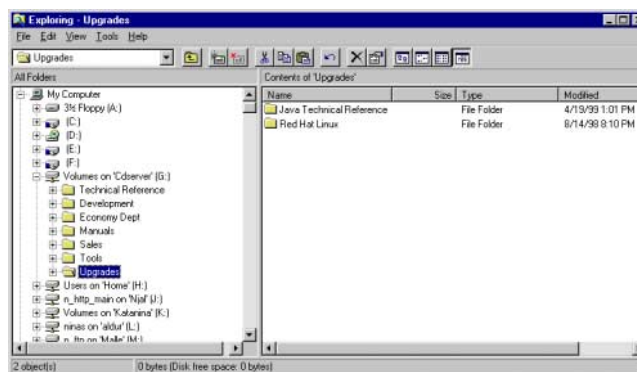 Exploring - Upgrades
File Edit View Tools Help
Upgrades
All Folders
Contents of 'Upgrades'
My Computer
3½ Floppy (A:)
(C:)
(D:)
(E:)
(F:)
Volumes on 'Cdserver' (G:)
Technical Reference
Development
Economy Dept
Manuals
Sales
Tools
Upgrades
Users on 'Home' (H:)
n_http_main on 'Njal' (J:)
Volumes on 'Katanina' (K:)
ninas on 'aldur' (L:)
n_ftp on 'Malle' (M:)
Name Size Type Modified
Java Technical Reference File Folder 4/19/99 1:01 PM
Red Hat Linux File Folder 8/14/98 8:10 PM
2 object(s) 0 bytes (Disk free space: 0 bytes)